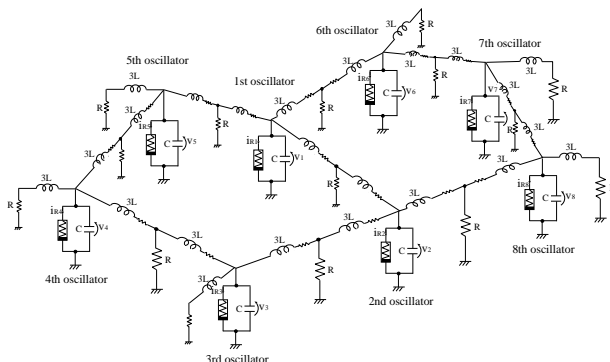 6th oscillator
3L
R
7th oscillator
5th oscillator
3L
3L
3L
3L
1st oscillator
3L
R
R
iR6
C
v6
v7
3L
R
3L
R
R
R
iR7
C
3L
3L
3L
iR5
C
v5
iR1
C
v1
3L
R
3L
3L
R
3L
3L
iR8
C
v8
R
iR4
C
v4
3L
3L
3L
iR2
C
v2
R
8th oscillator
4th oscillator
R
3L
iR3
C
v3
R
2nd oscillator
3rd oscillator